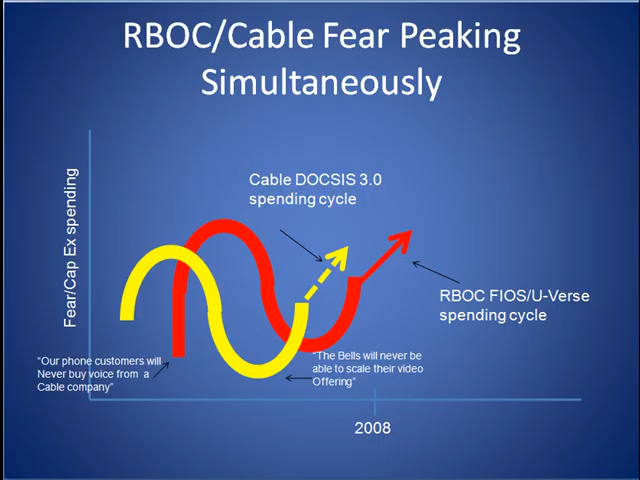 RBOC/Cable Fear Peaking
Simultaneously
Cable DOCSIS 3.0
spending cycle
Fear/Cap Ex spending
RBOC FIOS/U-Verse
spending cycle
“Our phone customers will
Never buy voice from a
Cable company”
“The Bells will never be
able to scale their video
Offering”
2008